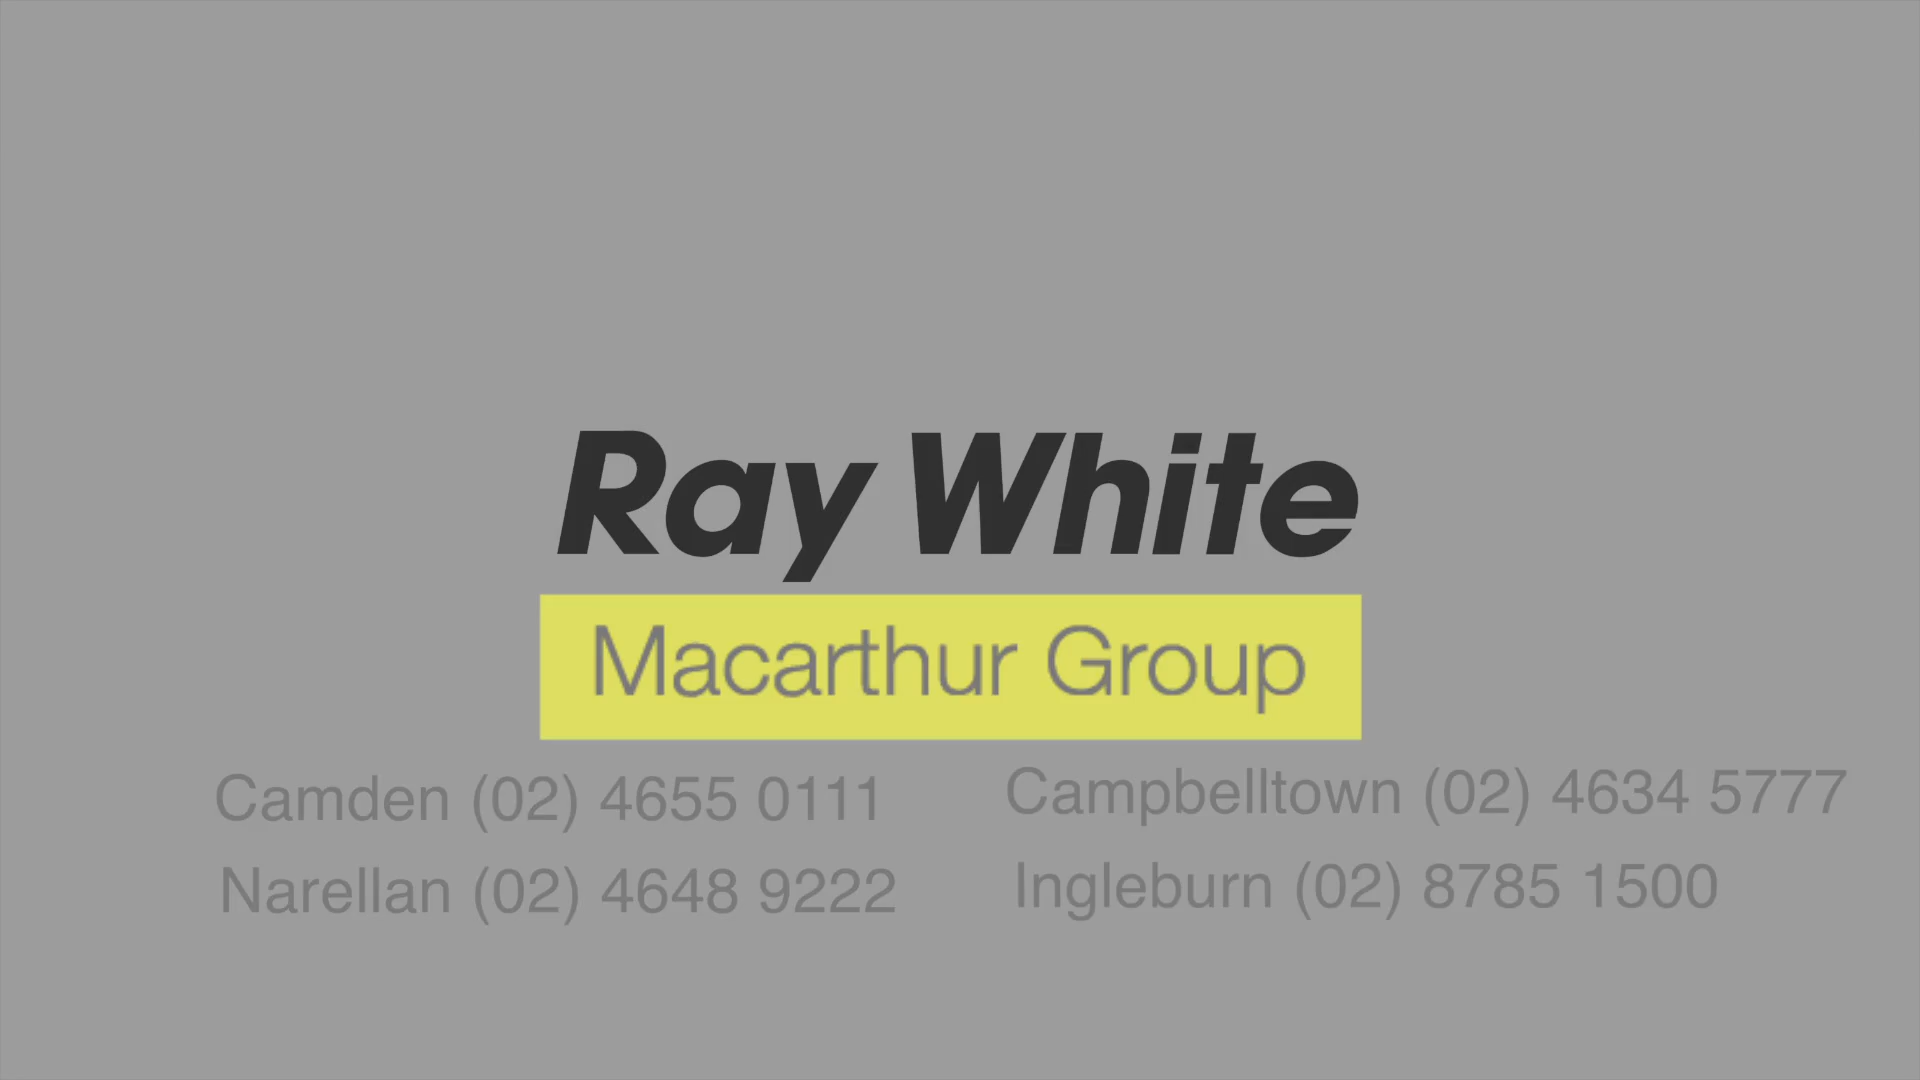 Ray White
Macarthur Group
Camden (02) 4655 0111
Narellan (02) 4648 9222
Campbelltown (02) 4634 5777
Ingleburn (02) 8785 1500